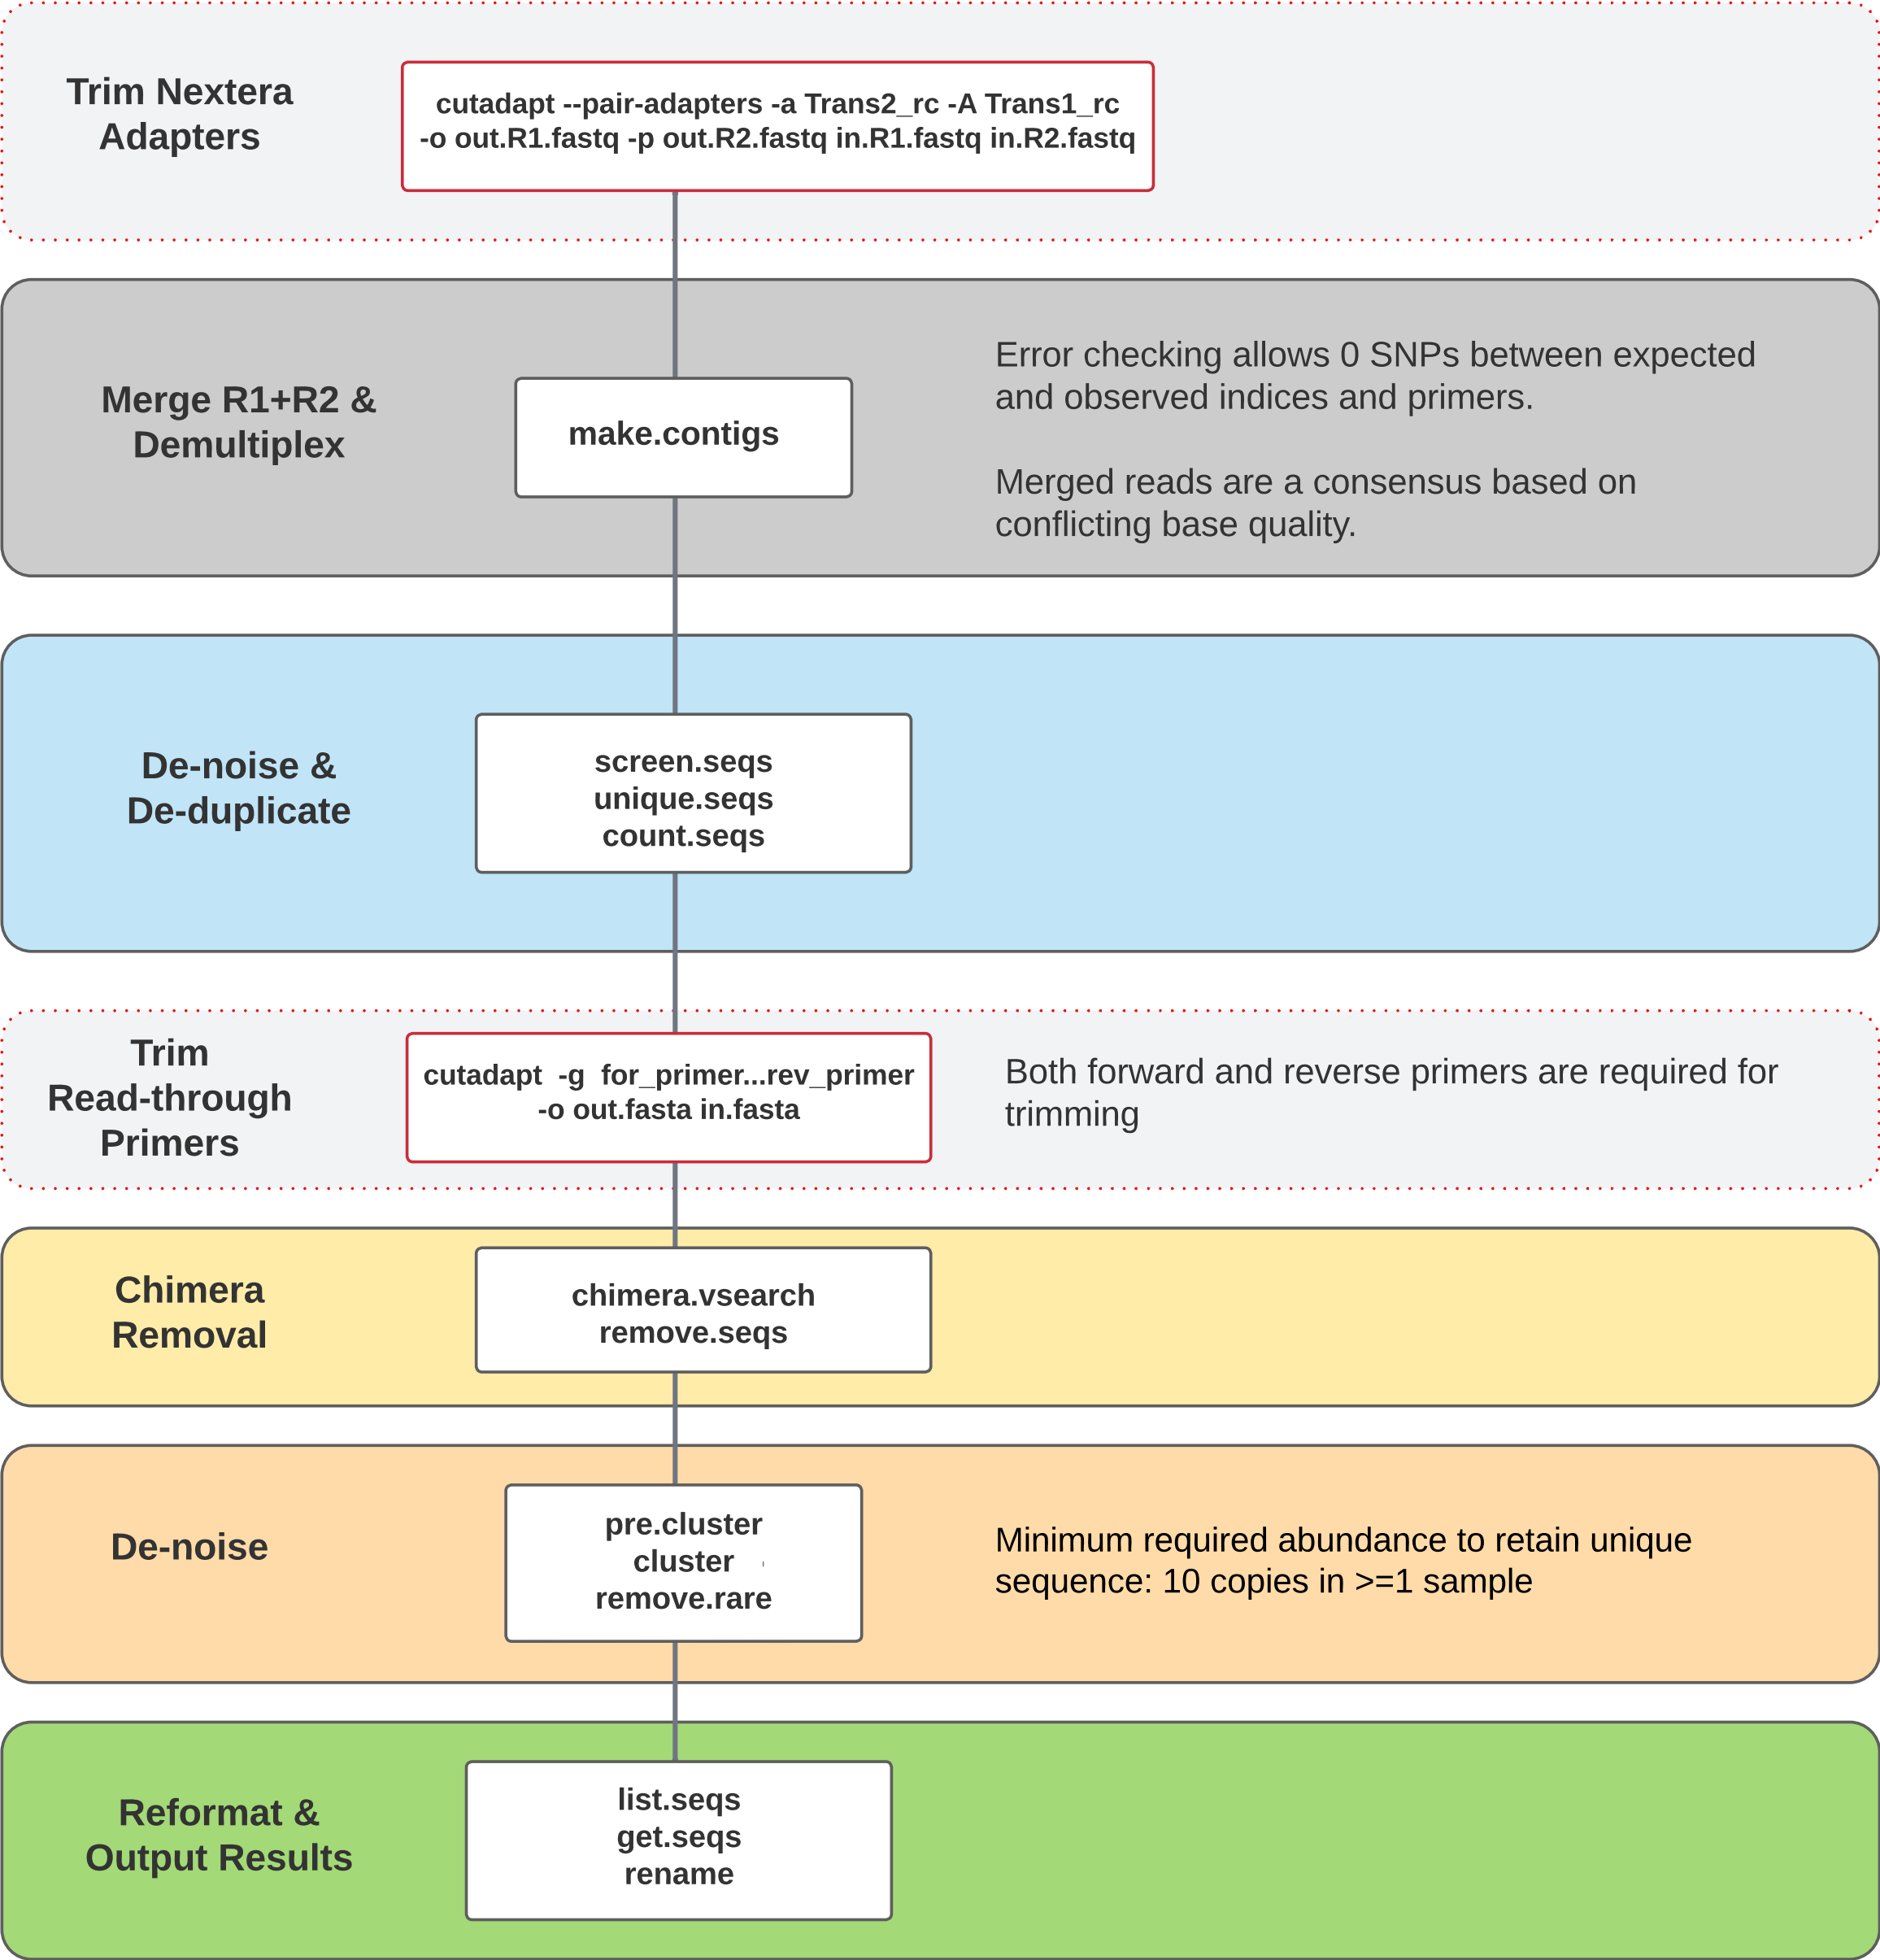 Trim Nextera
Adapters
cutadapt --pair-adapters -a Trans2_rc -A Trans1_rc
-o out.R1.fastq -p out.R2.fastq in.R1.fastq in.R2.fastq
Merge R1+R2 &
Demultiplex
make.contigs
Error checking allows 0 SNPs between expected
and observed indices and primers.
Merged reads are a consensus based on
conflicting base quality.
De-noise &
De-duplicate
screen.seqs
unique.seqs
count.seqs
Trim
Read-through
Primers
cutadapt  -g  for_primer...rev_primer
-o out.fasta in.fasta
Both forward and reverse primers are required for
trimming
Chimera
Removal
chimera.vsearch
remove.seqs
De-noise
pre.cluster
cluster
remove.rare
Minimum required abundance to retain unique
sequence: 10 copies in >=1 sample
Reformat &
Output Results
list.seqs
get.seqs
rename